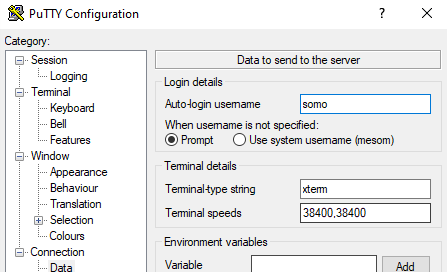 PuTTY Configuration
?
Category:
Session
Logging
Terminal
Keyboard
Bell
Features
Window
Appearance
Behaviour
Translation
Selection
Colours
Connection
Data
Data to send to the server
Login details
Auto-login username somo
When username is not specified:
Prompt Use system username (mesom)
Terminal details
Terminal-type string xterm
Terminal speeds 38400,38400
Environment variables
Variable Add